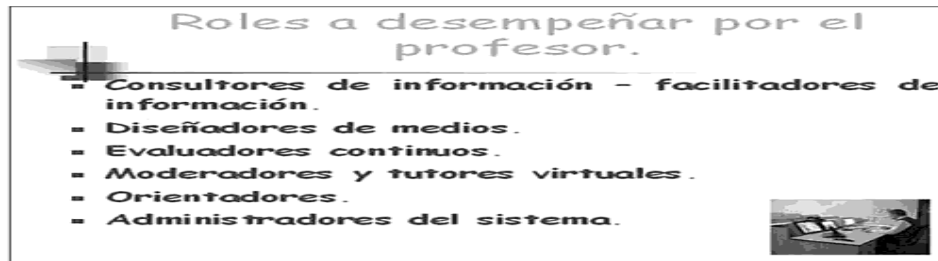 Roles a desempeñar por el
profesor.
Consultores de información - facilitadores de
información.
Diseñadores de medios.
Evaluadores continuos.
Moderadores y tutores virtuales.
Orientadores.
Administradores del sistema.